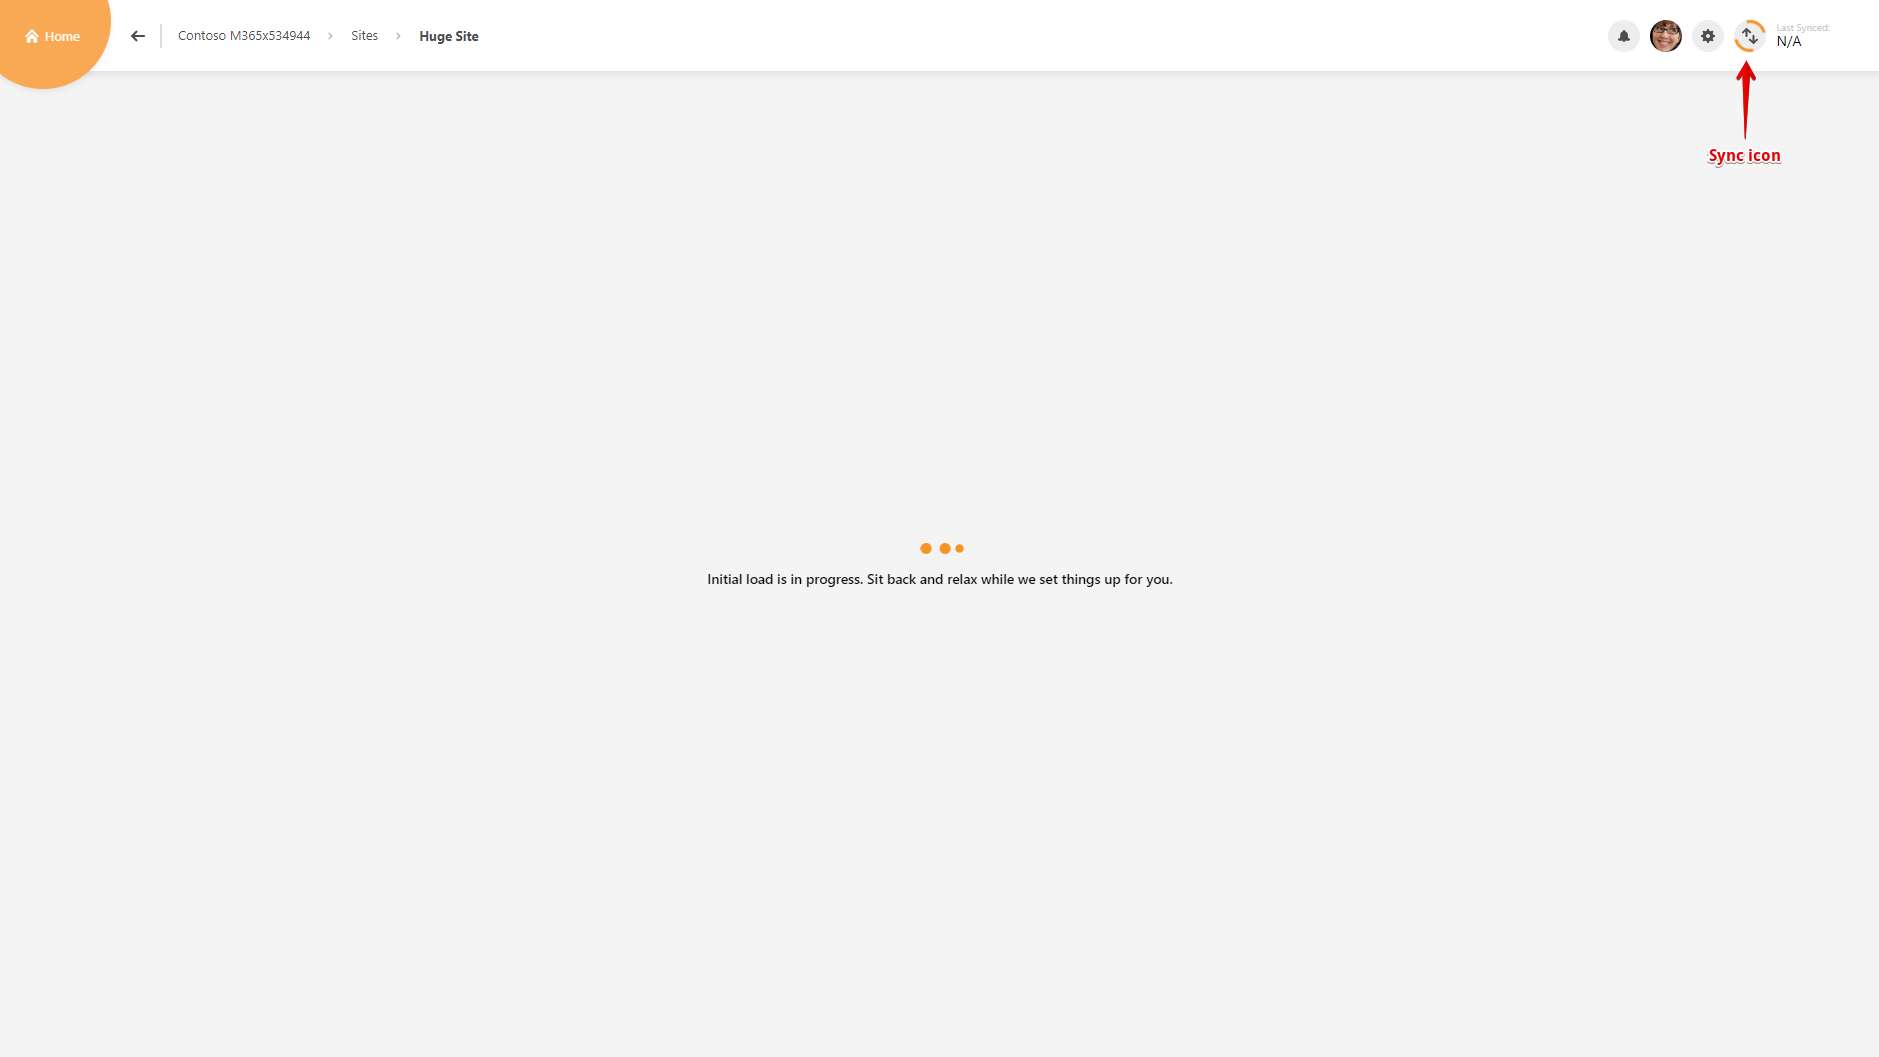 Home
Contoso M365x534944 > Sites > Huge Site
Last Synced:
N/A
Sync icon
Initial load is in progress. Sit back and relax while we set things up for you.